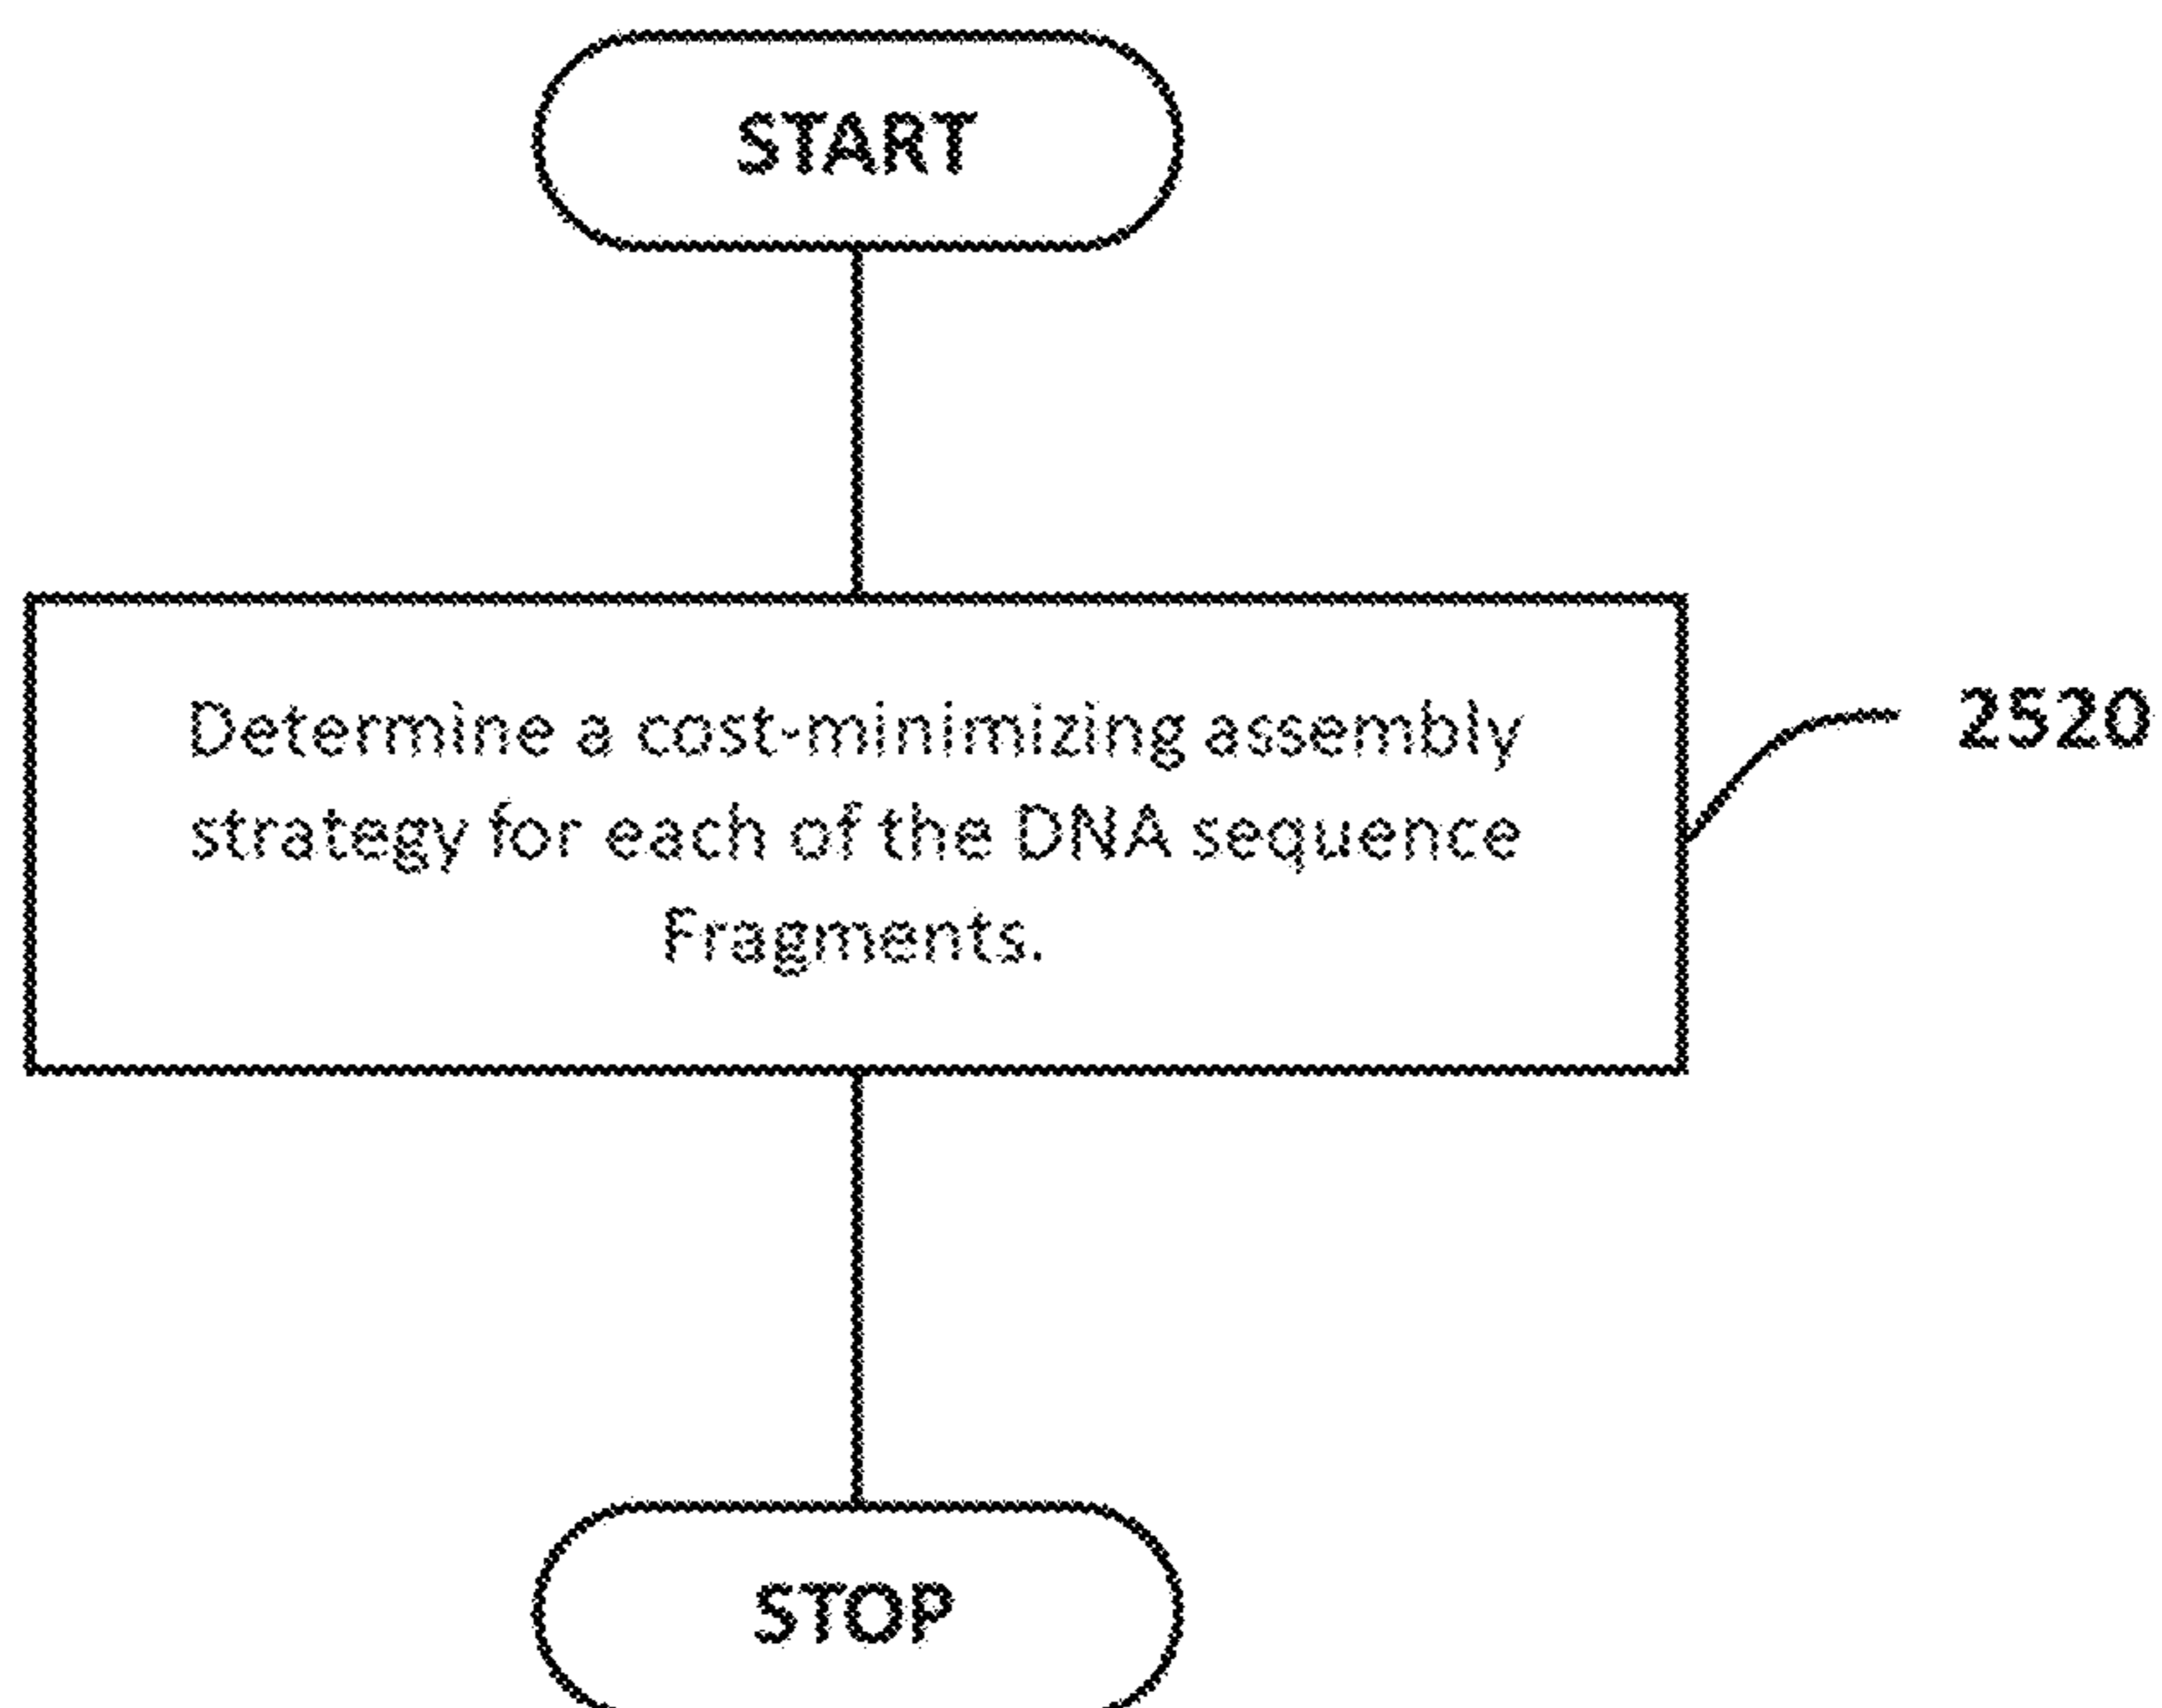 START
Determine a cost-minimizing assembly
strategy for each of the DNA sequence
Fragments.
2520
STOP